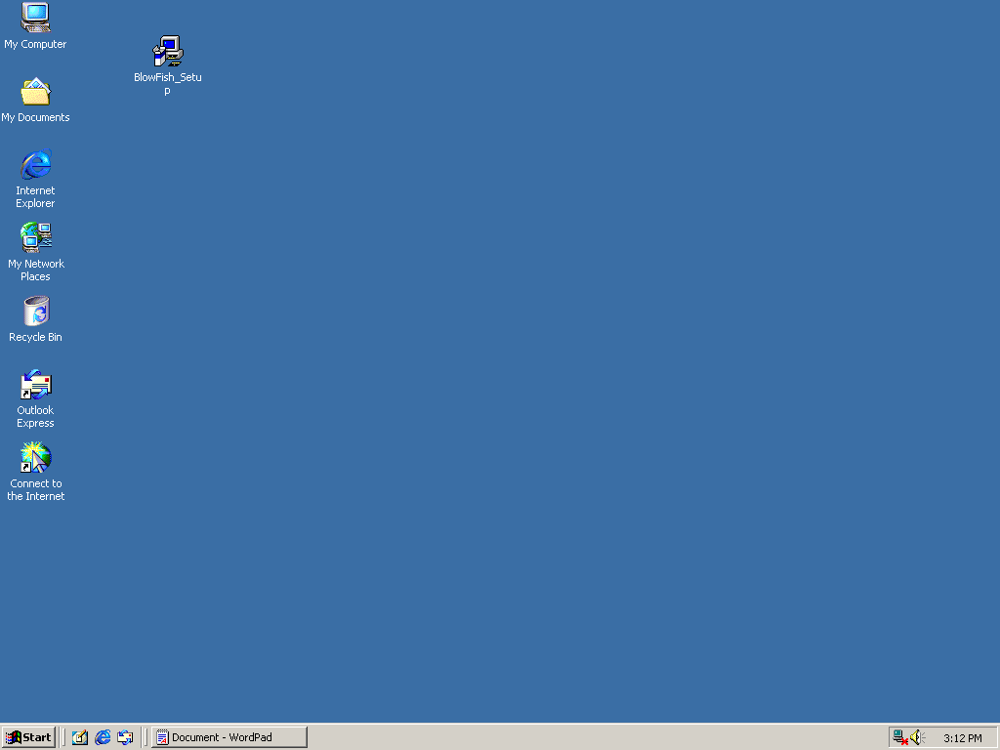 My Computer
BlowFish_Setu
p
My Documents
Internet
Explorer
My Network
Places
Recycle Bin
Outlook
Express
Connect to
the Internet
Start
Document - WordPad
3:12 PM